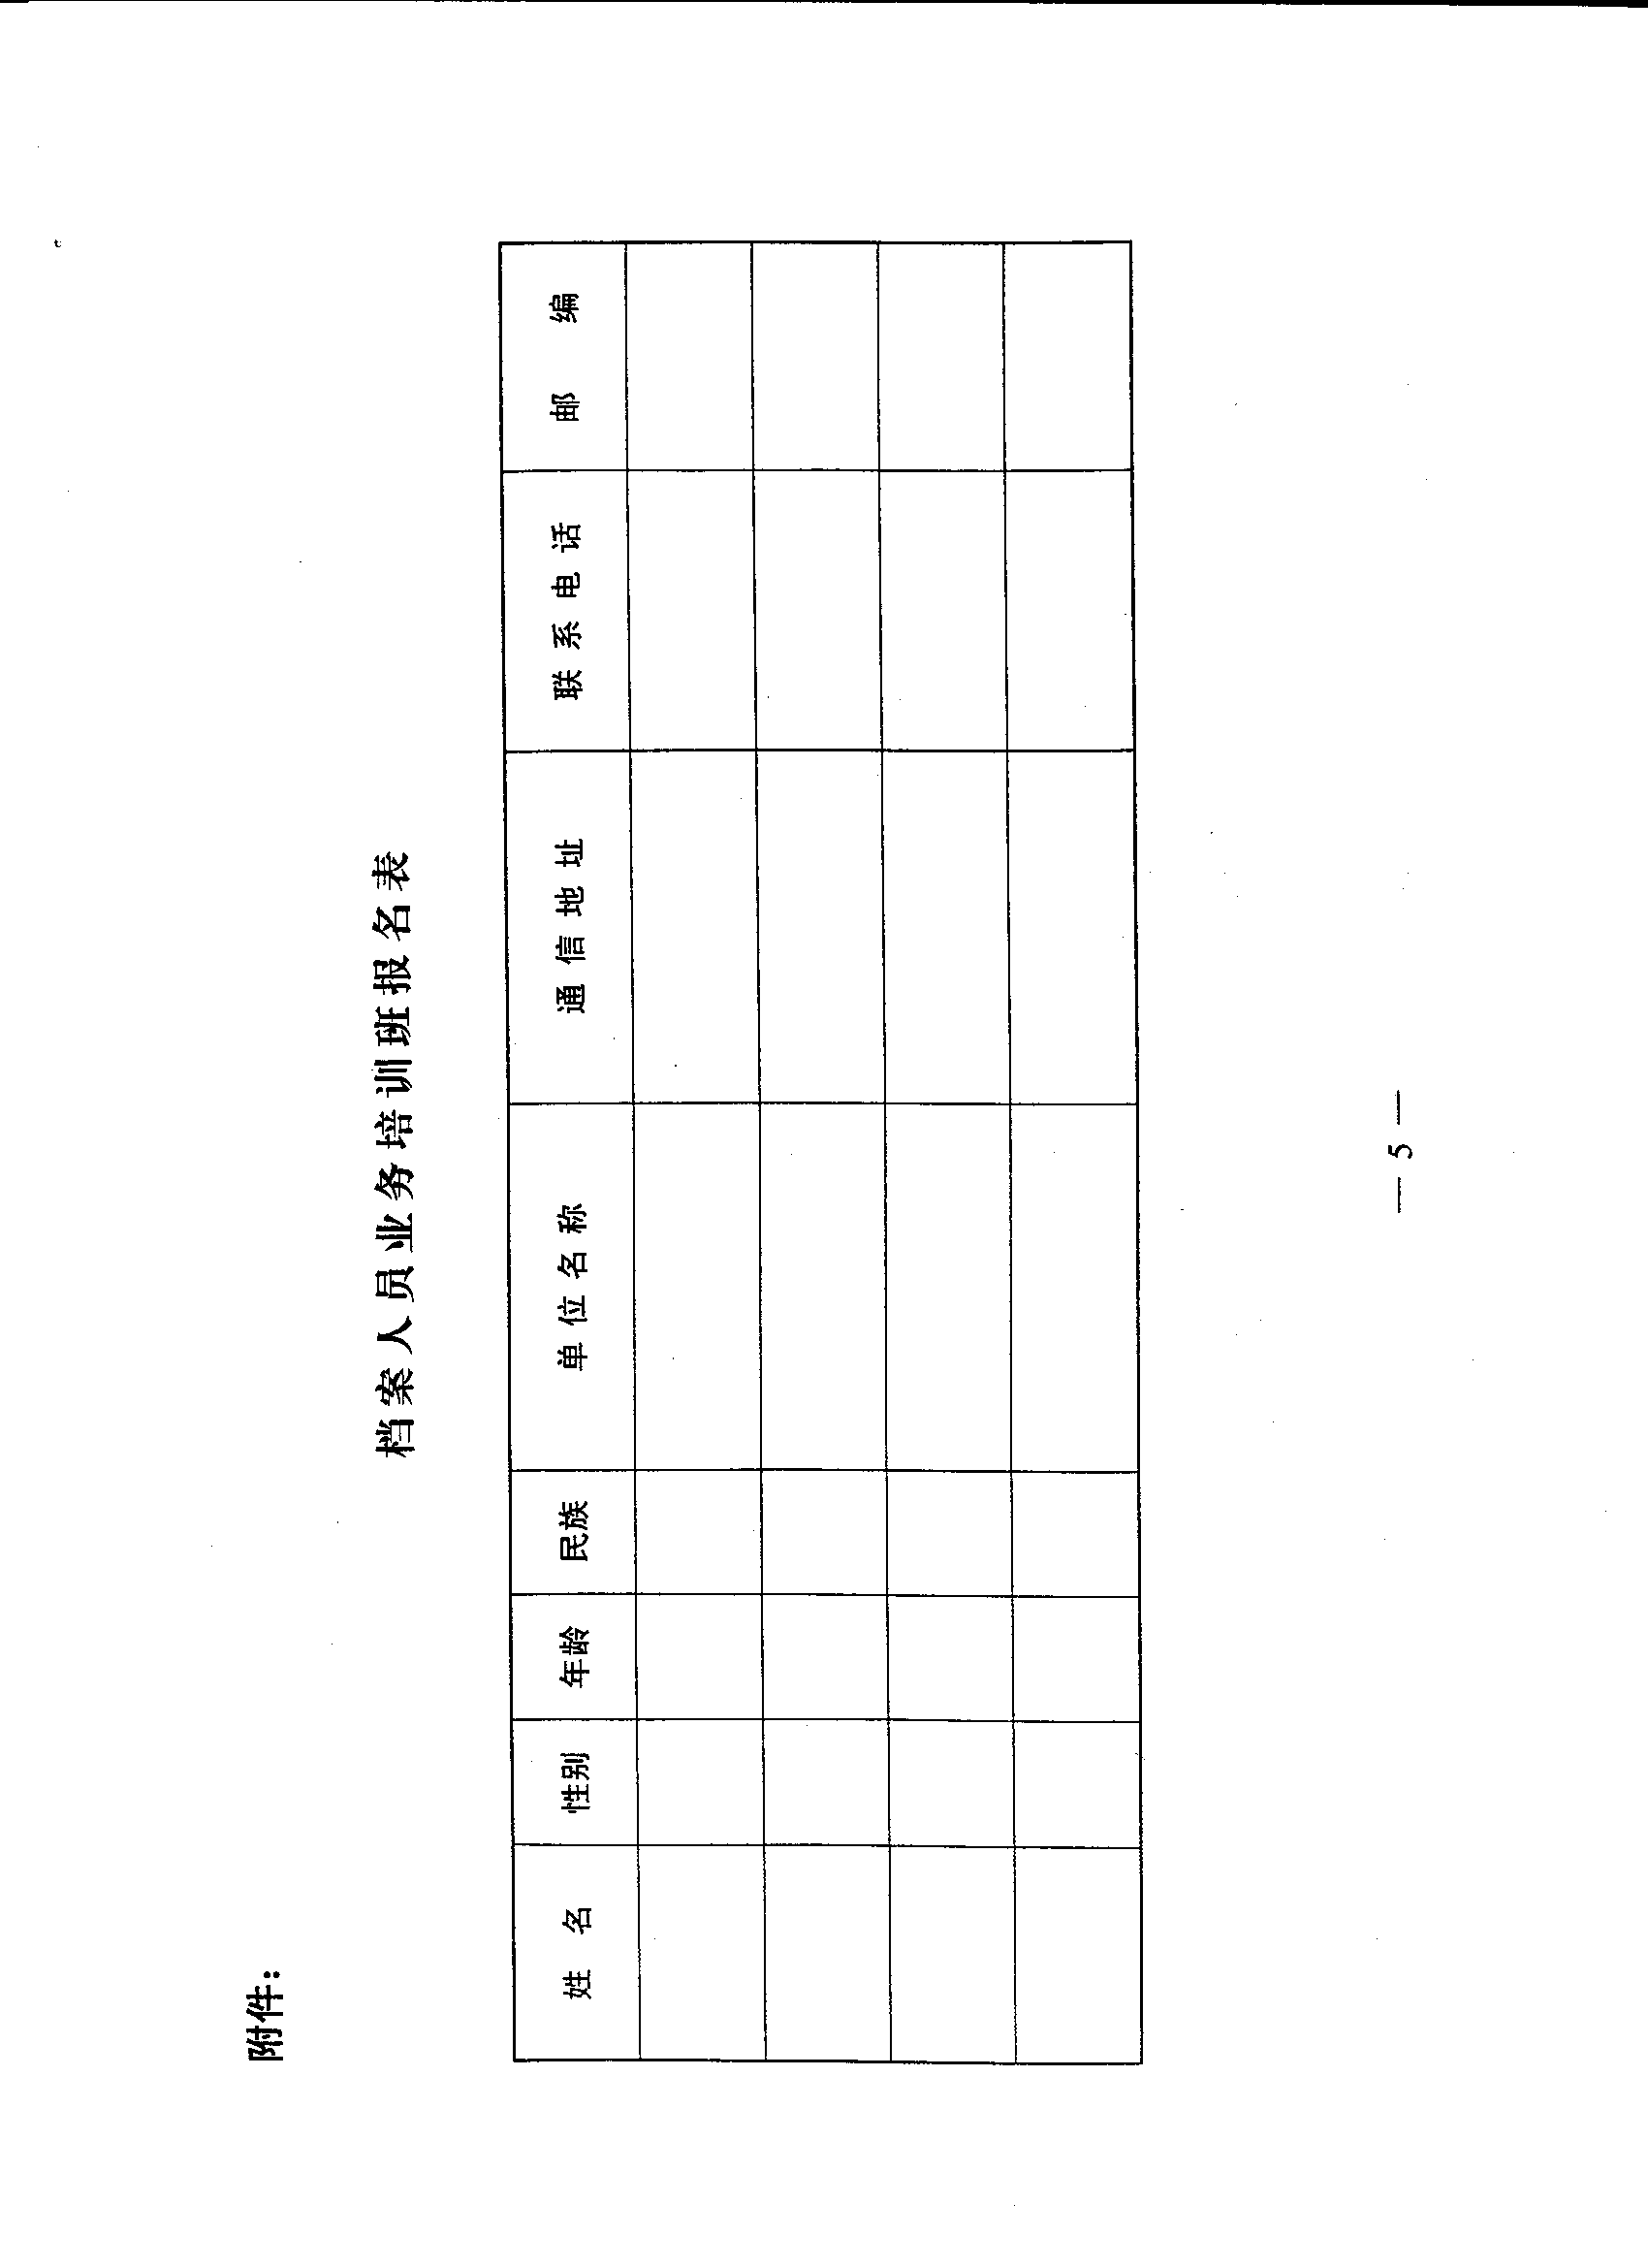 附件：
档案人员业务培训班报名表
姓 名 性别 年龄 民族 单位名称 通信地址 联系电话 邮 编
— 5 —